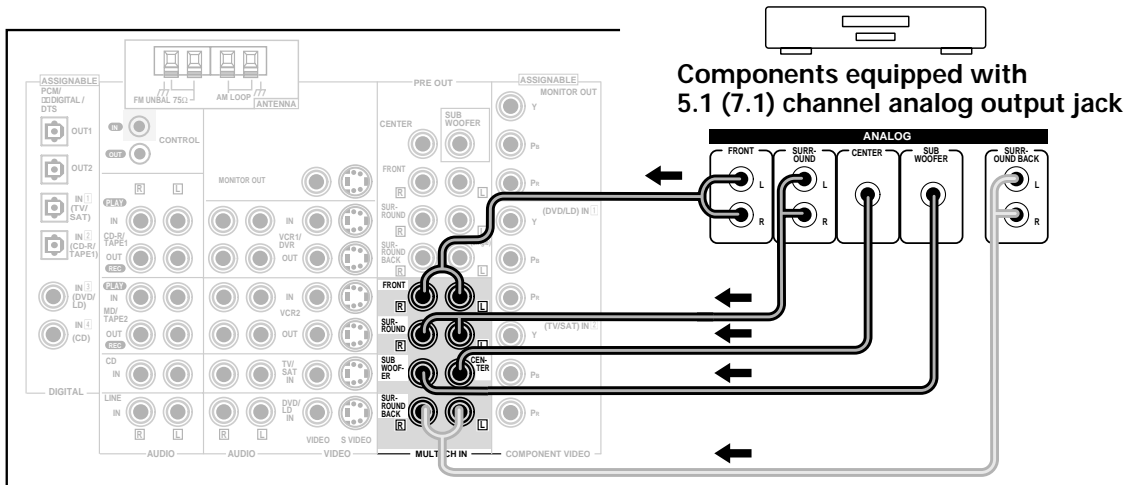 Components equipped with
5.1 (7.1) channel analog output jack
ANALOG
FRONT
SURR-
OUND
CENTER
SUB
WOOFER
SURR-
OUND BACK
L
L
L
R
R
R
ASSIGNABLE
PCM/
DIGITAL /
DTS
OUT1
OUT2
IN 1
(TV/
SAT)
IN 2
(CD-R/
TAPE1)
IN 3
(DVD/
LD)
IN 4
(CD)
DIGITAL
FM UNBAL 75Ω
AM LOOP
ANTENNA
IN
OUT
CONTROL
R
L
PLAY
IN
CD-R/
TAPE1
OUT
REC
PLAY
IN
MD/
TAPE2
OUT
REC
CD
IN
LINE
IN
R
L
AUDIO
MONITOR OUT
IN
VCR1/
DVR
OUT
IN
VCR2
OUT
TV/
SAT
IN
DVD/
LD
IN
R
L
VIDEO
S VIDEO
AUDIO
VIDEO
PRE OUT
CENTER
SUB
WOOFER
FRONT
R
L
SUR-
ROUND
R
L
SUR-
ROUND
BACK
R
L
FRONT
R
L
SUR-
ROUND
R
L
SUB
WOOF-
ER
CEN-
TER
SUR-
ROUND
BACK
R
L
MULTI CH IN
ASSIGNABLE
MONITOR OUT
Y
(DVD/LD) IN 1
Y
(TV/SAT) IN 2
Y
COMPONENT VIDEO